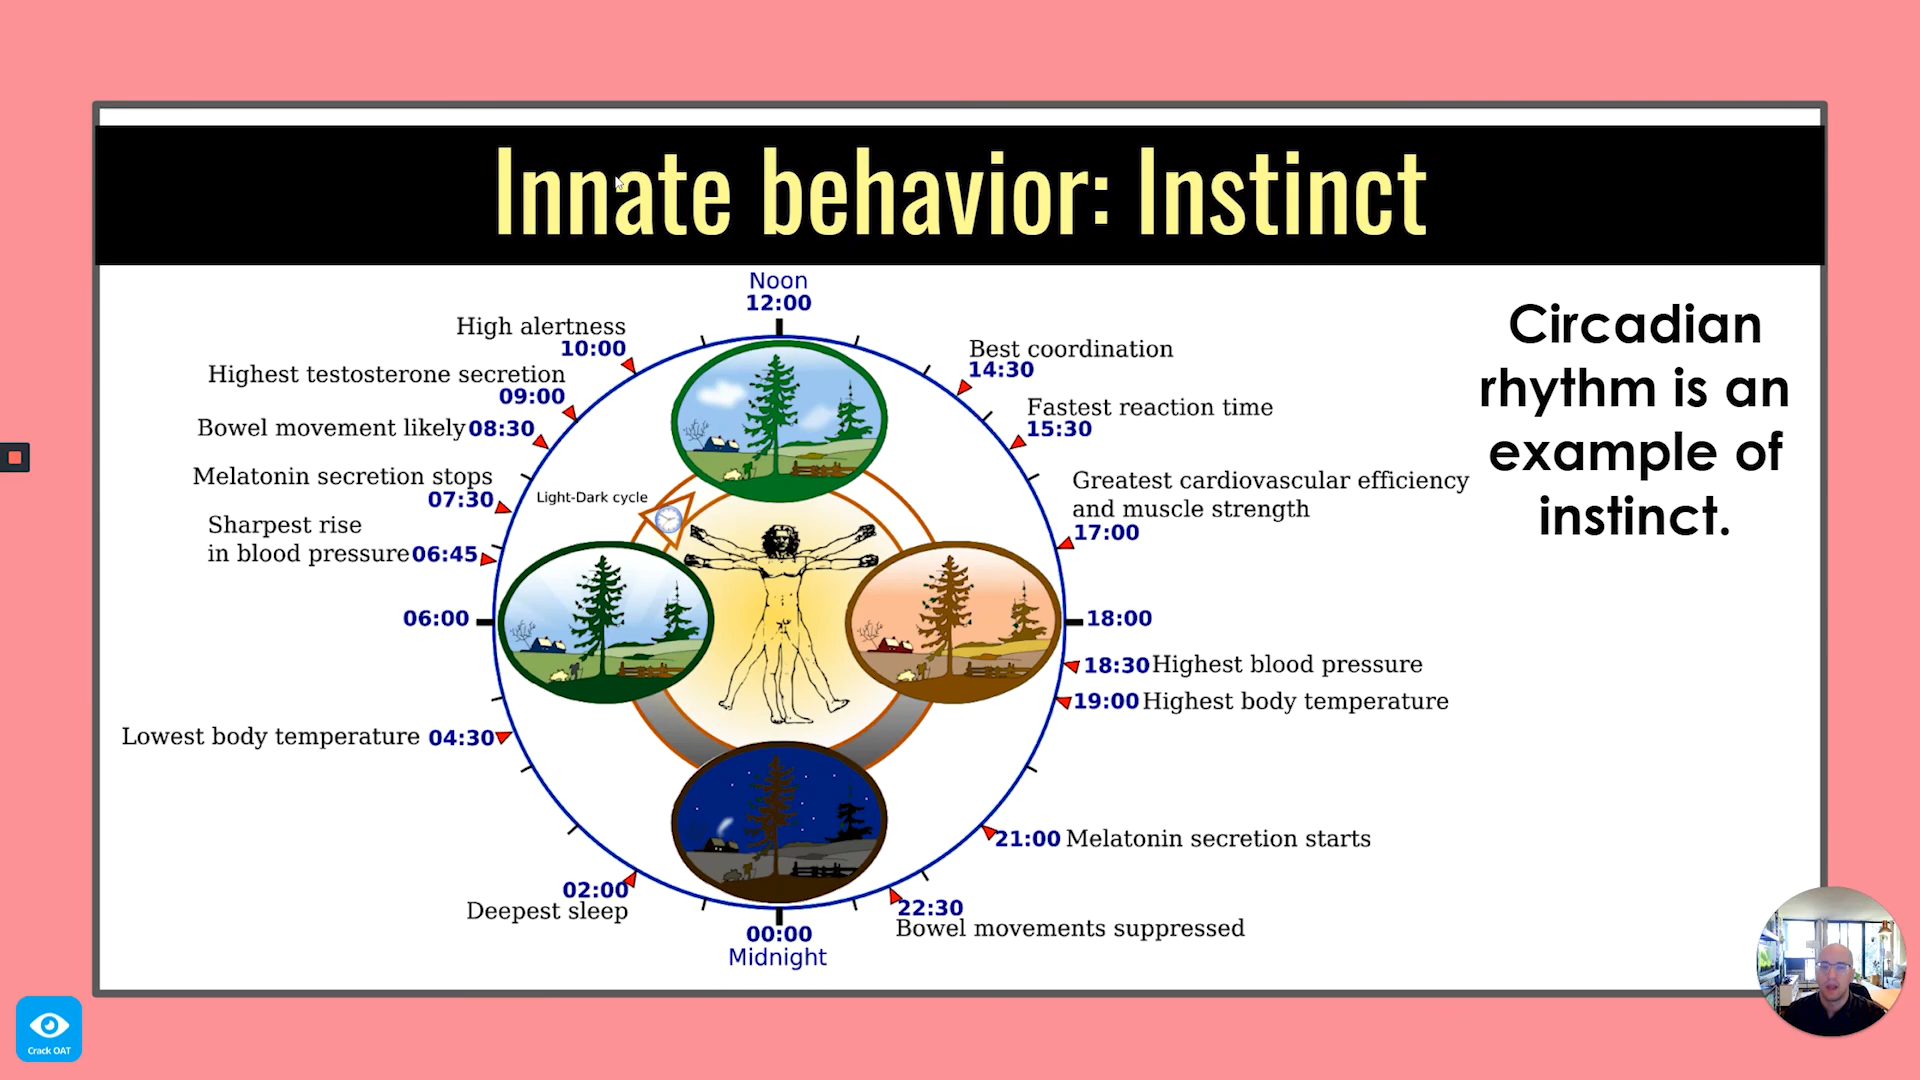 Innate behavior: Instinct
Noon
12:00
High alertness
10:00
Highest testosterone secretion
09:00
Bowel movement likely 08:30
Melatonin secretion stops
07:30
Sharpest rise
in blood pressure 06:45
06:00
Lowest body temperature 04:30
02:00
Deepest sleep
00:00
Midnight
Light-Dark cycle
Best coordination
14:30
Fastest reaction time
15:30
Greatest cardiovascular efficiency
and muscle strength
17:00
18:00
18:30 Highest blood pressure
19:00 Highest body temperature
21:00 Melatonin secretion starts
22:30
Bowel movements suppressed
Circadian
rhythm is an
example of
instinct.
Crack OAT